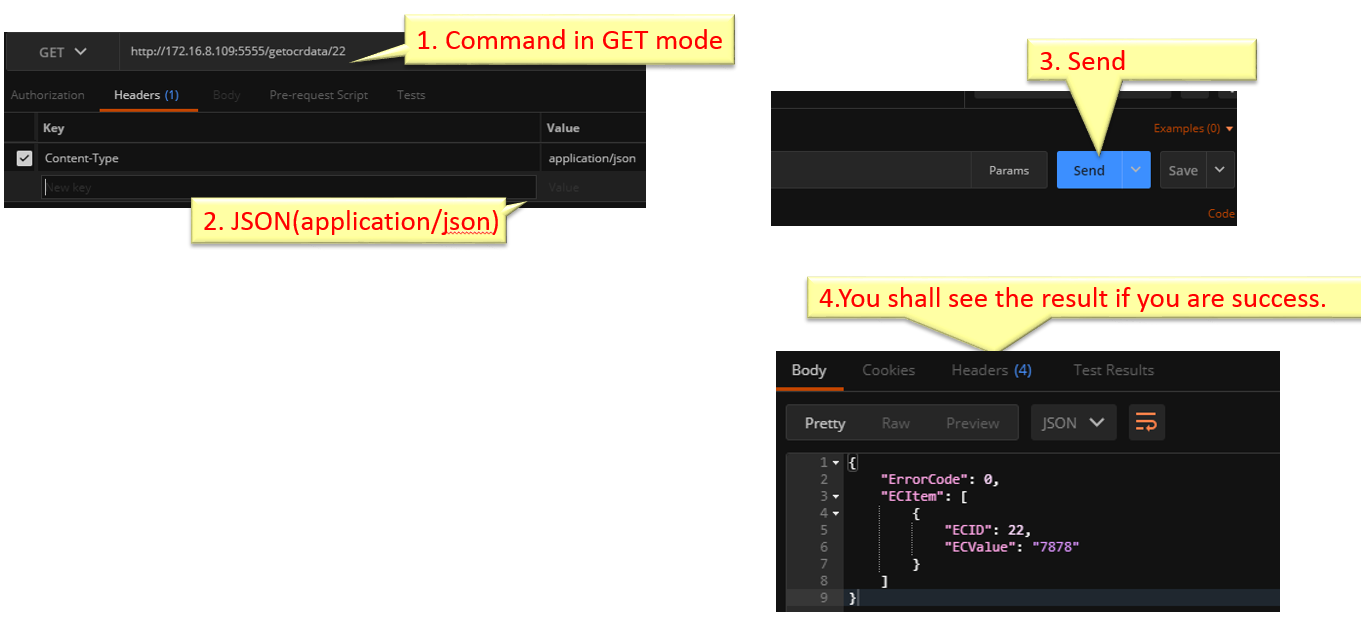 1. Command in GET mode
GET
http://172.16.8.109:5555/getocrdata/22
Authorization Headers (1) Body Pre-request Script Tests
Key Value
Content-Type application/json
New key Value
2. JSON(application/json)
3. Send
Examples (0)
Params Send Save
Code
4.You shall see the result if you are success.
Body Cookies Headers (4) Test Results
Pretty Raw Preview JSON
1 {
2 "ErrorCode": 0,
3 "ECItem": [
4 {
5 "ECID": 22,
6 "ECValue": "7878"
7 }
8 ]
9 }